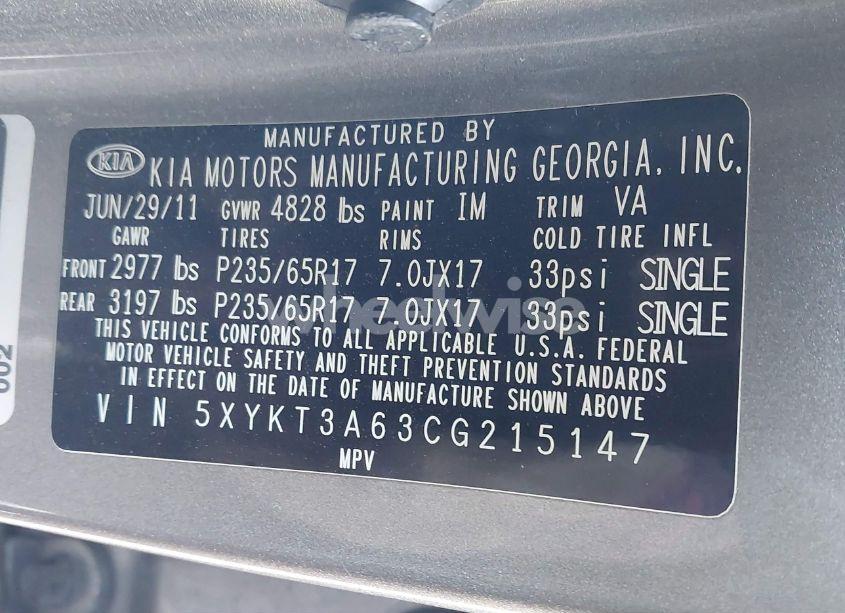 MANUFACTURED BY
KIA KIA MOTORS MANUFACTURING GEORGIA, INC.
JUN/29/11 GVWR 4828 lbs PAINT IM TRIM VA
GAWR TIRES RIMS COLD TIRE INFL
FRONT 2977 lbs P235/65R17 7.0JX17 33psi SINGLE
REAR 3197 lbs P235/65R17 7.0JX17 33psi SINGLE
THIS VEHICLE CONFORMS TO ALL APPLICABLE U.S.A. FEDERAL
MOTOR VEHICLE SAFETY AND THEFT PREVENTION STANDARDS
IN EFFECT ON THE DATE OF MANUFACTURE SHOWN ABOVE
VIN 5XYKT3A63CG215147
MPV
002